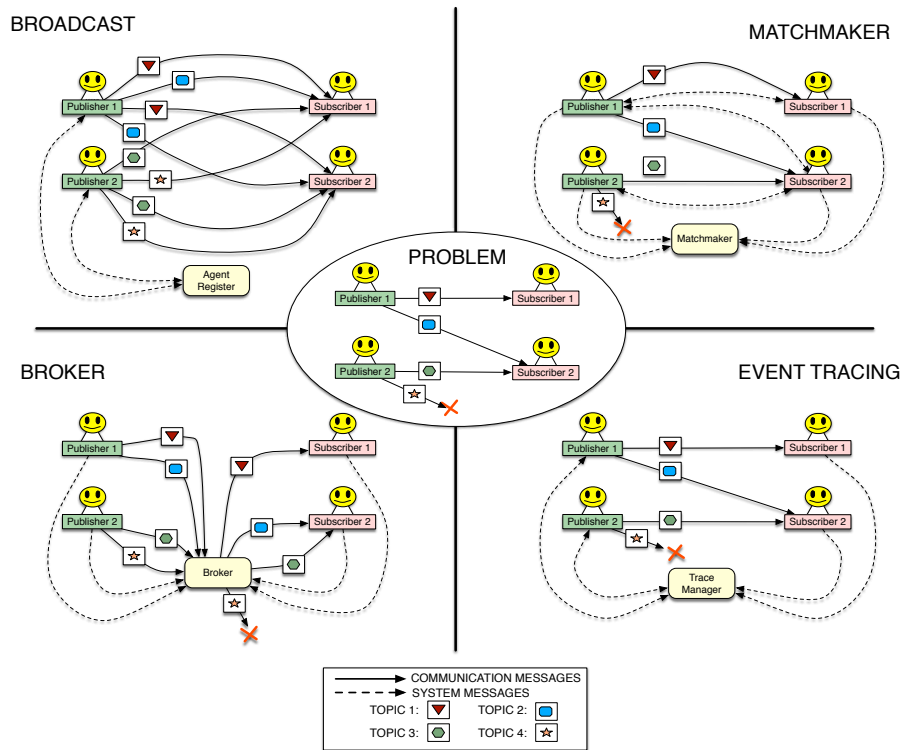 BROADCAST
Publisher 1
Subscriber 1
Publisher 2
Subscriber 2
Agent
Register
MATCHMAKER
Publisher 1
Subscriber 1
Publisher 2
Subscriber 2
Matchmaker
PROBLEM
Publisher 1
Subscriber 1
Publisher 2
Subscriber 2
BROKER
Publisher 1
Subscriber 1
Publisher 2
Subscriber 2
Broker
EVENT TRACING
Publisher 1
Subscriber 1
Publisher 2
Subscriber 2
Trace
Manager
COMMUNICATION MESSAGES
SYSTEM MESSAGES
TOPIC 1: TOPIC 2:
TOPIC 3: TOPIC 4: